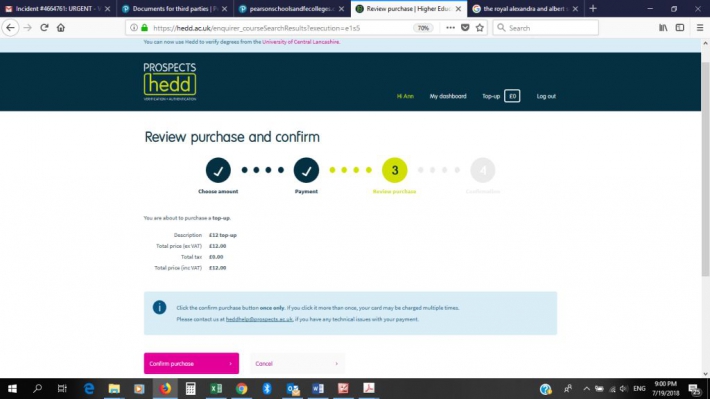 Incident #4664761: URGENT -
Documents for third parties | P
pearsonschoolsandfecolleges.
Review purchase | Higher Educ
the royal alexandra and albert s
https://hedd.ac.uk/enquirer_courseSearchResults?execution=e1s5
70%
Search
You can now use Hedd to verify degrees from the University of Central Lancashire.
PROSPECTS
hedd
VERIFICATION + AUTHENTICATION
Hi Ann
My dashboard
Top-up £0
Log out
Review purchase and confirm
3
4
Choose amount
Payment
Review purchase
Confirmation
You are about to purchase a top-up.
Description £12 top-up
Total price (ex VAT) £12.00
Total tax £0.00
Total price (inc VAT) £12.00
Click the confirm purchase button once only. If you click it more than once, your card may be charged multiple times.
Please contact us at heddhelp@prospects.ac.uk, if you have any technical issues with your payment.
Confirm purchase
Cancel
ENG
9:00 PM
7/19/2018